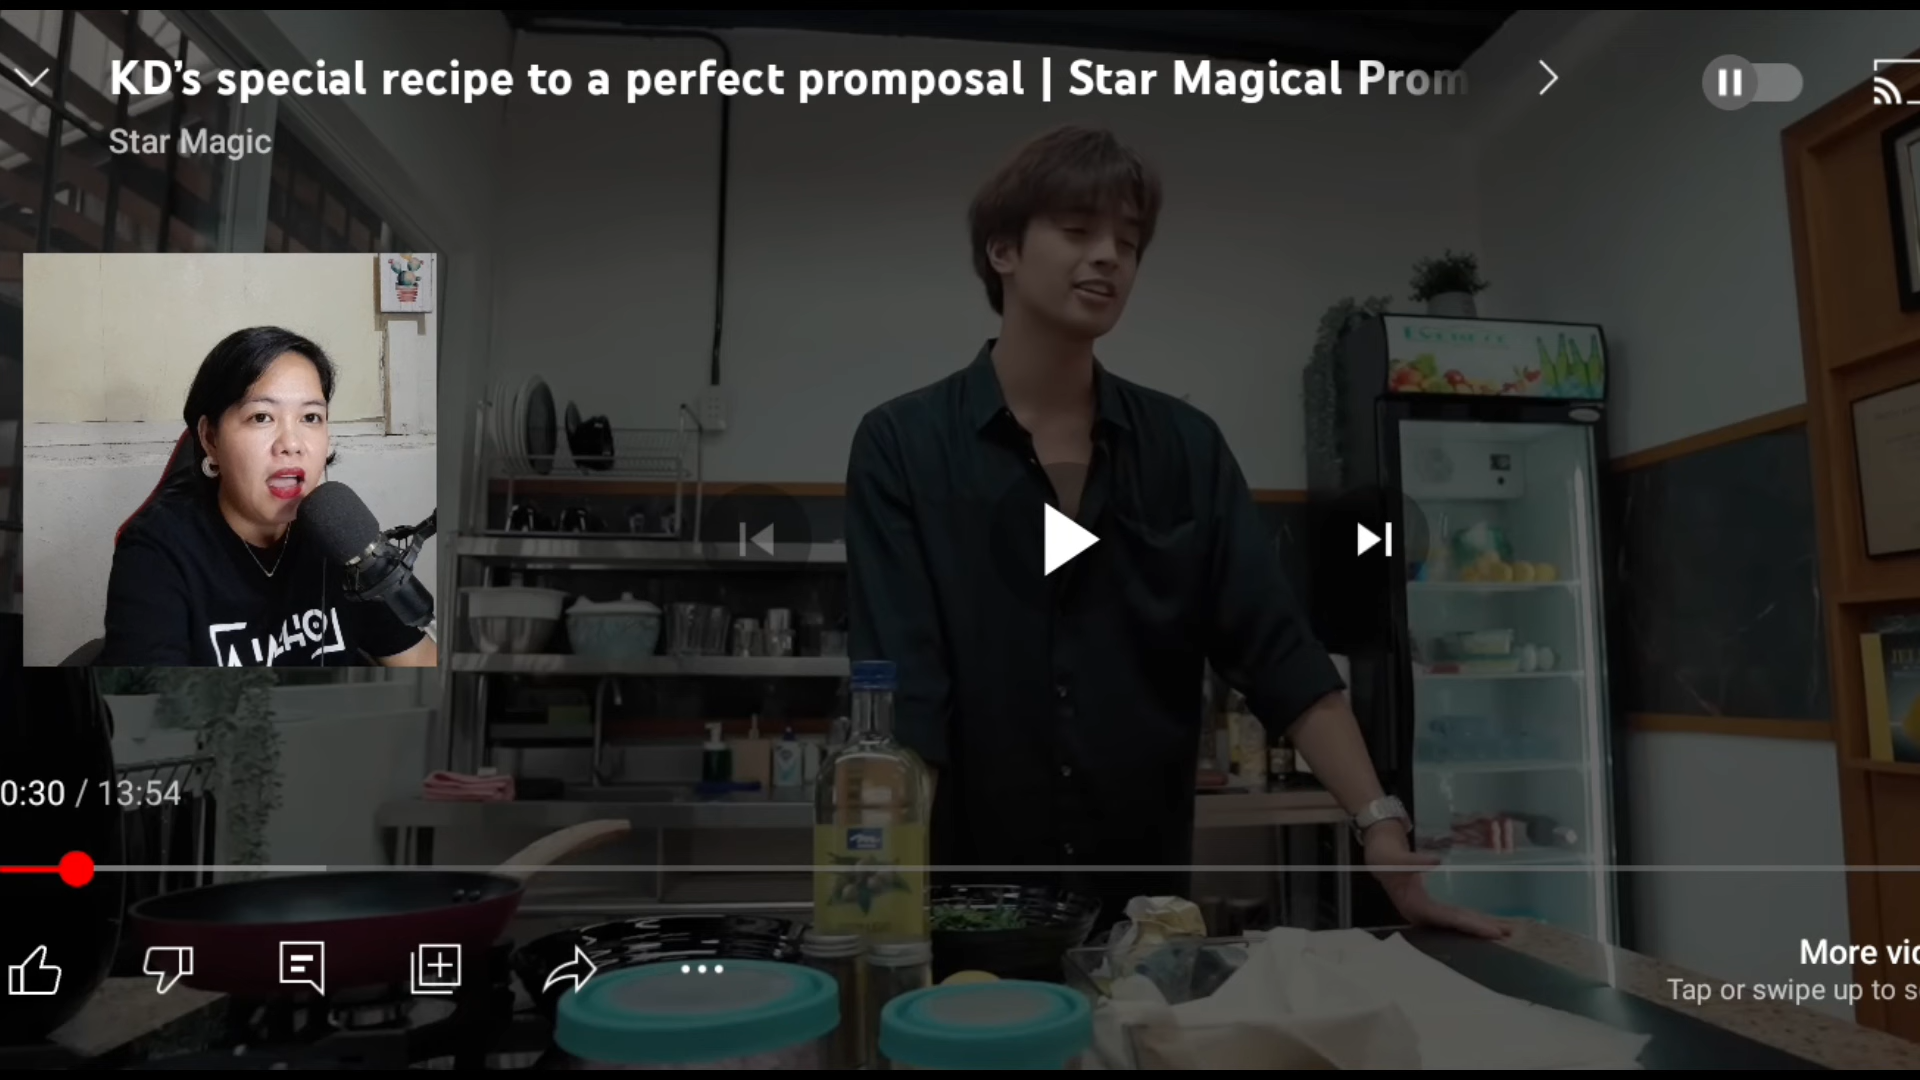 KD's special recipe to a perfect promposal | Star Magical Prom
Star Magic
0:30 / 13:54
More vid
Tap or swipe up to s